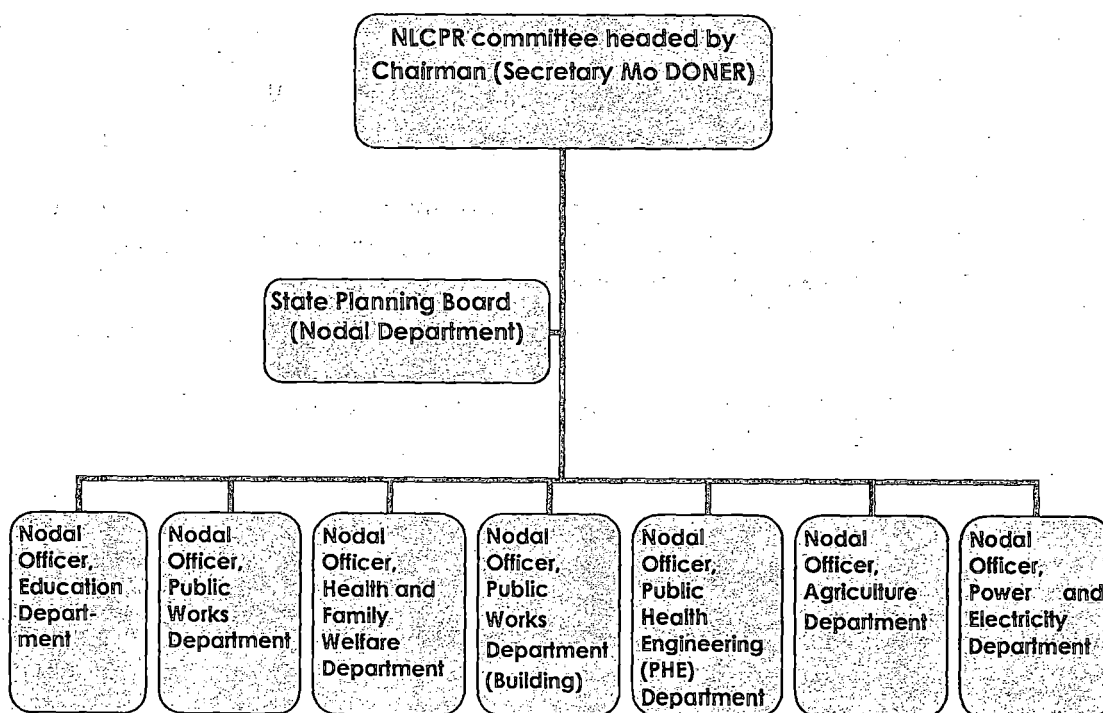 NLCPR committee headed by
Chairman (Secretary Mo DONER)
State Planning Board
(Nodal Department)
Nodal
Officer,
Education
Depart-
ment
Nodal
Officer,
Public
Works
Department
Nodal
Officer,
Health and
Family
Welfare
Department
Nodal
Officer,
Public
Works
Department
(Building)
Nodal
Officer,
Public
Health
Engineering
(PHE)
Department
Nodal
Officer,
Agriculture
Department
Nodal
Officer,
Power and
Electricity
Department